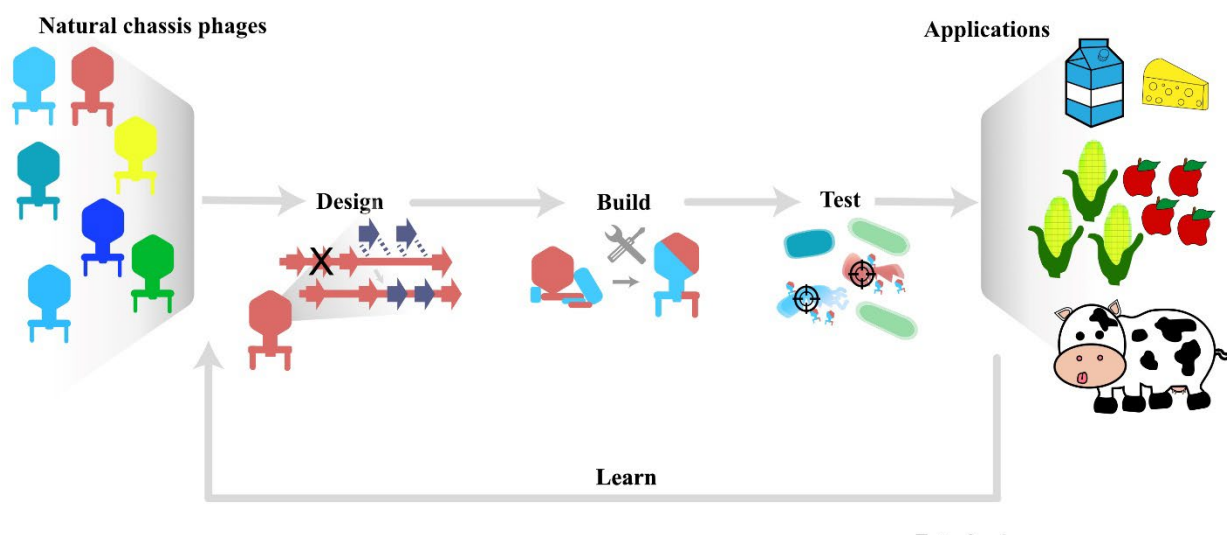 Natural chassis phages
Applications
Design
Build
Test
X
Learn